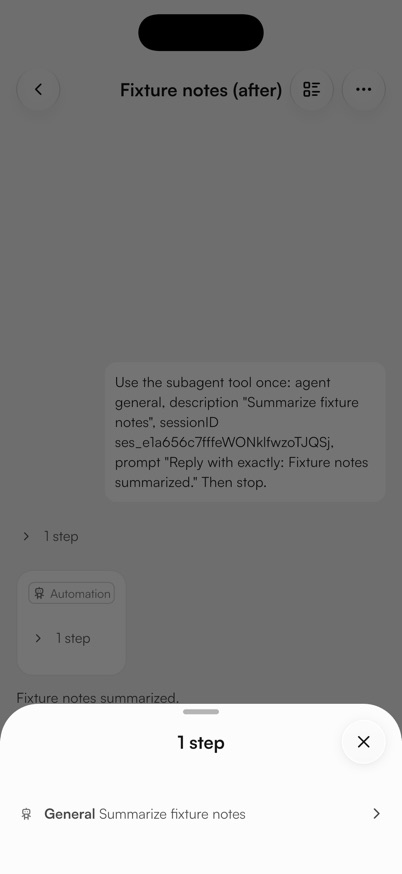 Fixture notes (after)
Use the subagent tool once: agent
general, description "Summarize fixture
notes", sessionID
ses_e1a656c7fffeWONklfwzoTJQSj,
prompt "Reply with exactly: Fixture notes
summarized." Then stop.
1 step
Automation
1 step
Fixture notes summarized.
1 step
General Summarize fixture notes